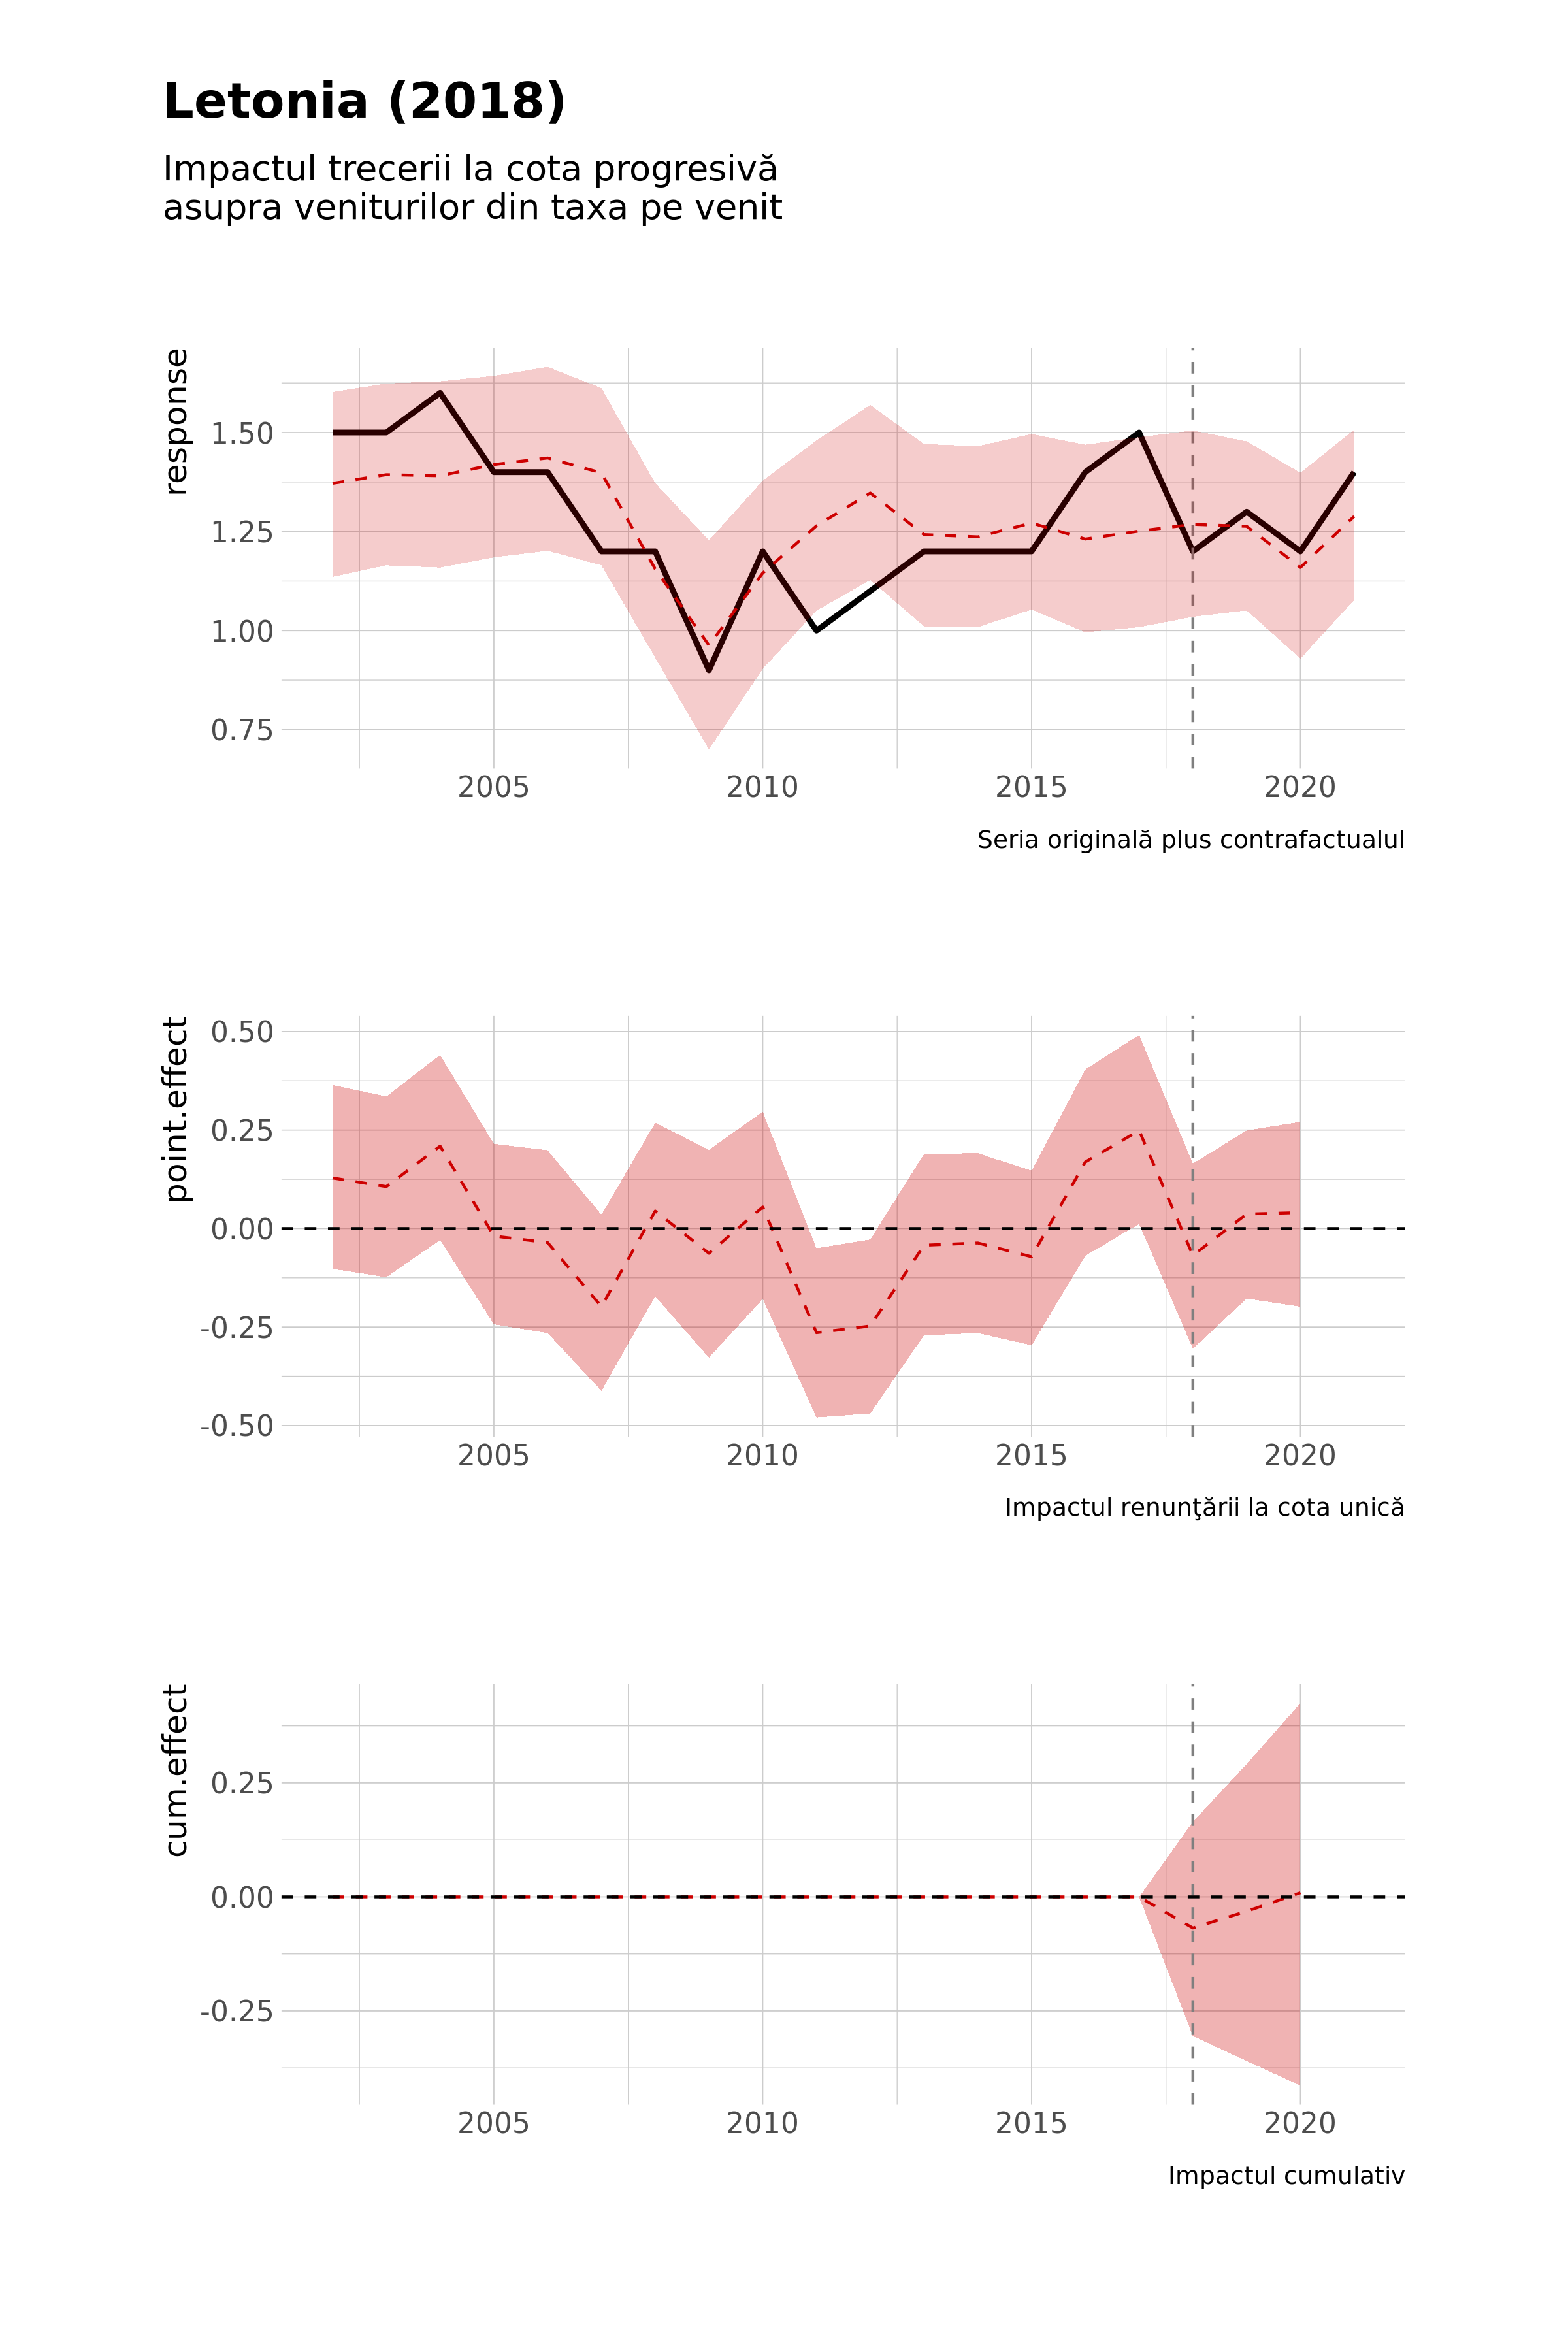 Letonia (2018)
Impactul trecerii la cota progresivă
asupra veniturilor din taxa pe venit
response
1.50
1.25
1.00
0.75
2005 2010 2015 2020
Seria originală plus contrafactualul
point.effect
0.50
0.25
0.00
-0.25
-0.50
2005 2010 2015 2020
Impactul renunţării la cota unică
cum.effect
0.25
0.00
-0.25
2005 2010 2015 2020
Impactul cumulativ